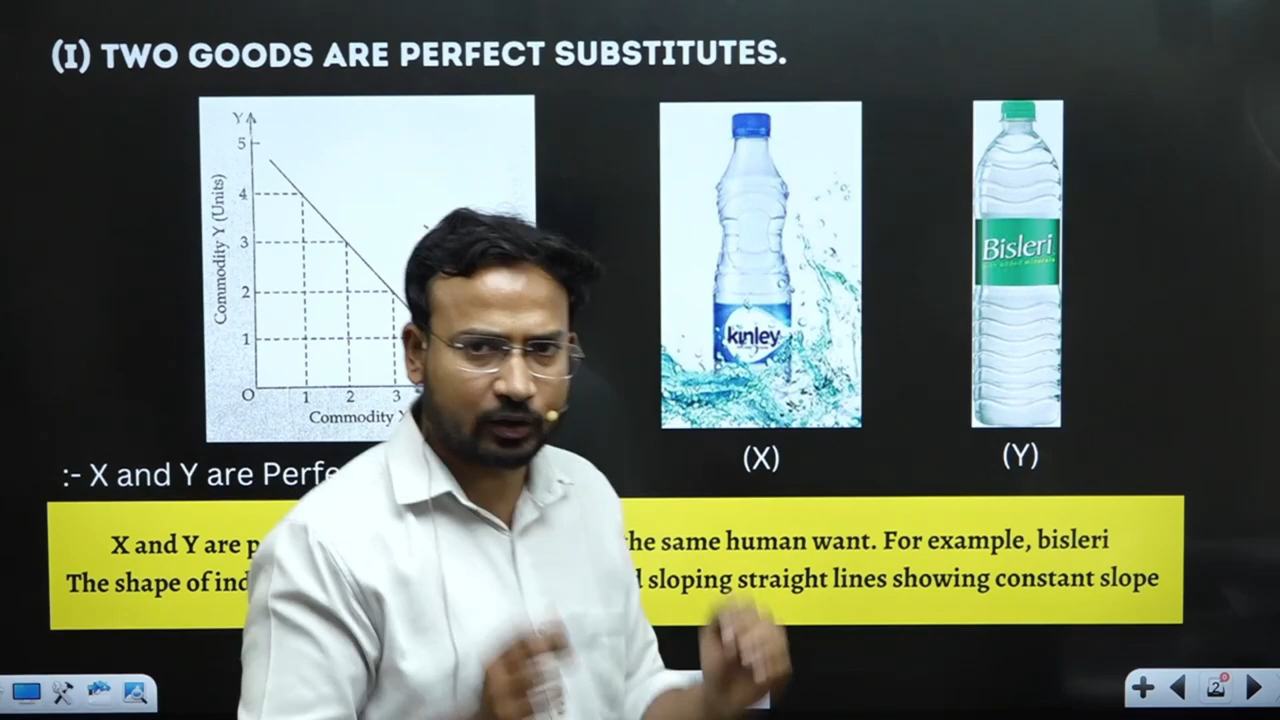 (I) TWO GOODS ARE PERFECT SUBSTITUTES.
Y
5
4
3
2
1
O
1 2 3
Commodity Y (Units)
Commodity
kinley
Bisleri
(X)
(Y)
:- X and Y are
X and Y are the same human want. For example, bisleri
The shape of sloping straight lines showing constant slope
2
0